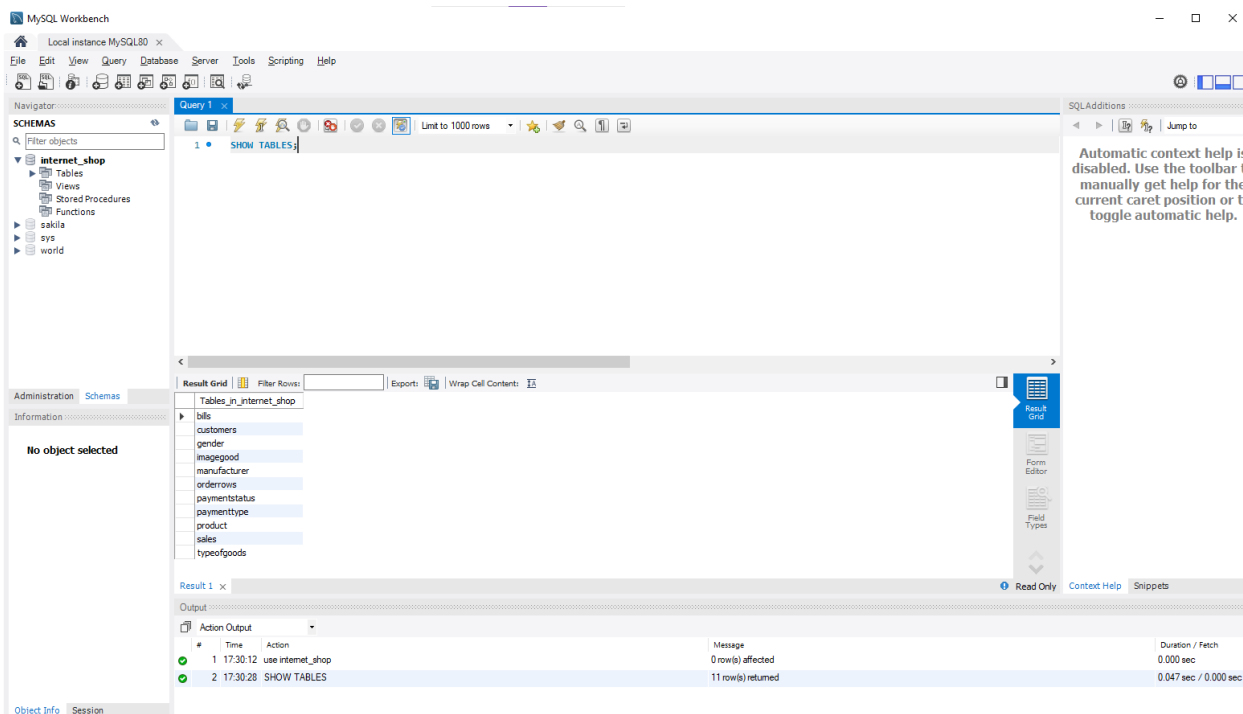 MySQL Workbench
Local instance MySQL80
File Edit View Query Database Server Tools Scripting Help
Navigator
SCHEMAS
Filter objects
internet_shop
Tables
Views
Stored Procedures
Functions
sakila
sys
world
Administration Schemas
Information
No object selected
Object Info Session
Query 1
Limit to 1000 rows
1 SHOW TABLES;
Result Grid Filter Rows: Export: Wrap Cell Content:
Tables_in_internet_shop
bills
customers
gender
imagegood
manufacturer
orderrows
paymentstatus
paymenttype
product
sales
typeofgoods
Result
Grid
Form
Editor
Field
Types
Result 1 Read Only
SQLAdditions
Jump to
Automatic context help is
disabled. Use the toolbar t
manually get help for the
current caret position or t
toggle automatic help.
Context Help Snippets
Output
Action Output
# Time Action Message Duration / Fetch
1 17:30:12 use internet_shop 0 row(s) affected 0.000 sec
2 17:30:28 SHOW TABLES 11 row(s) returned 0.047 sec / 0.000 sec